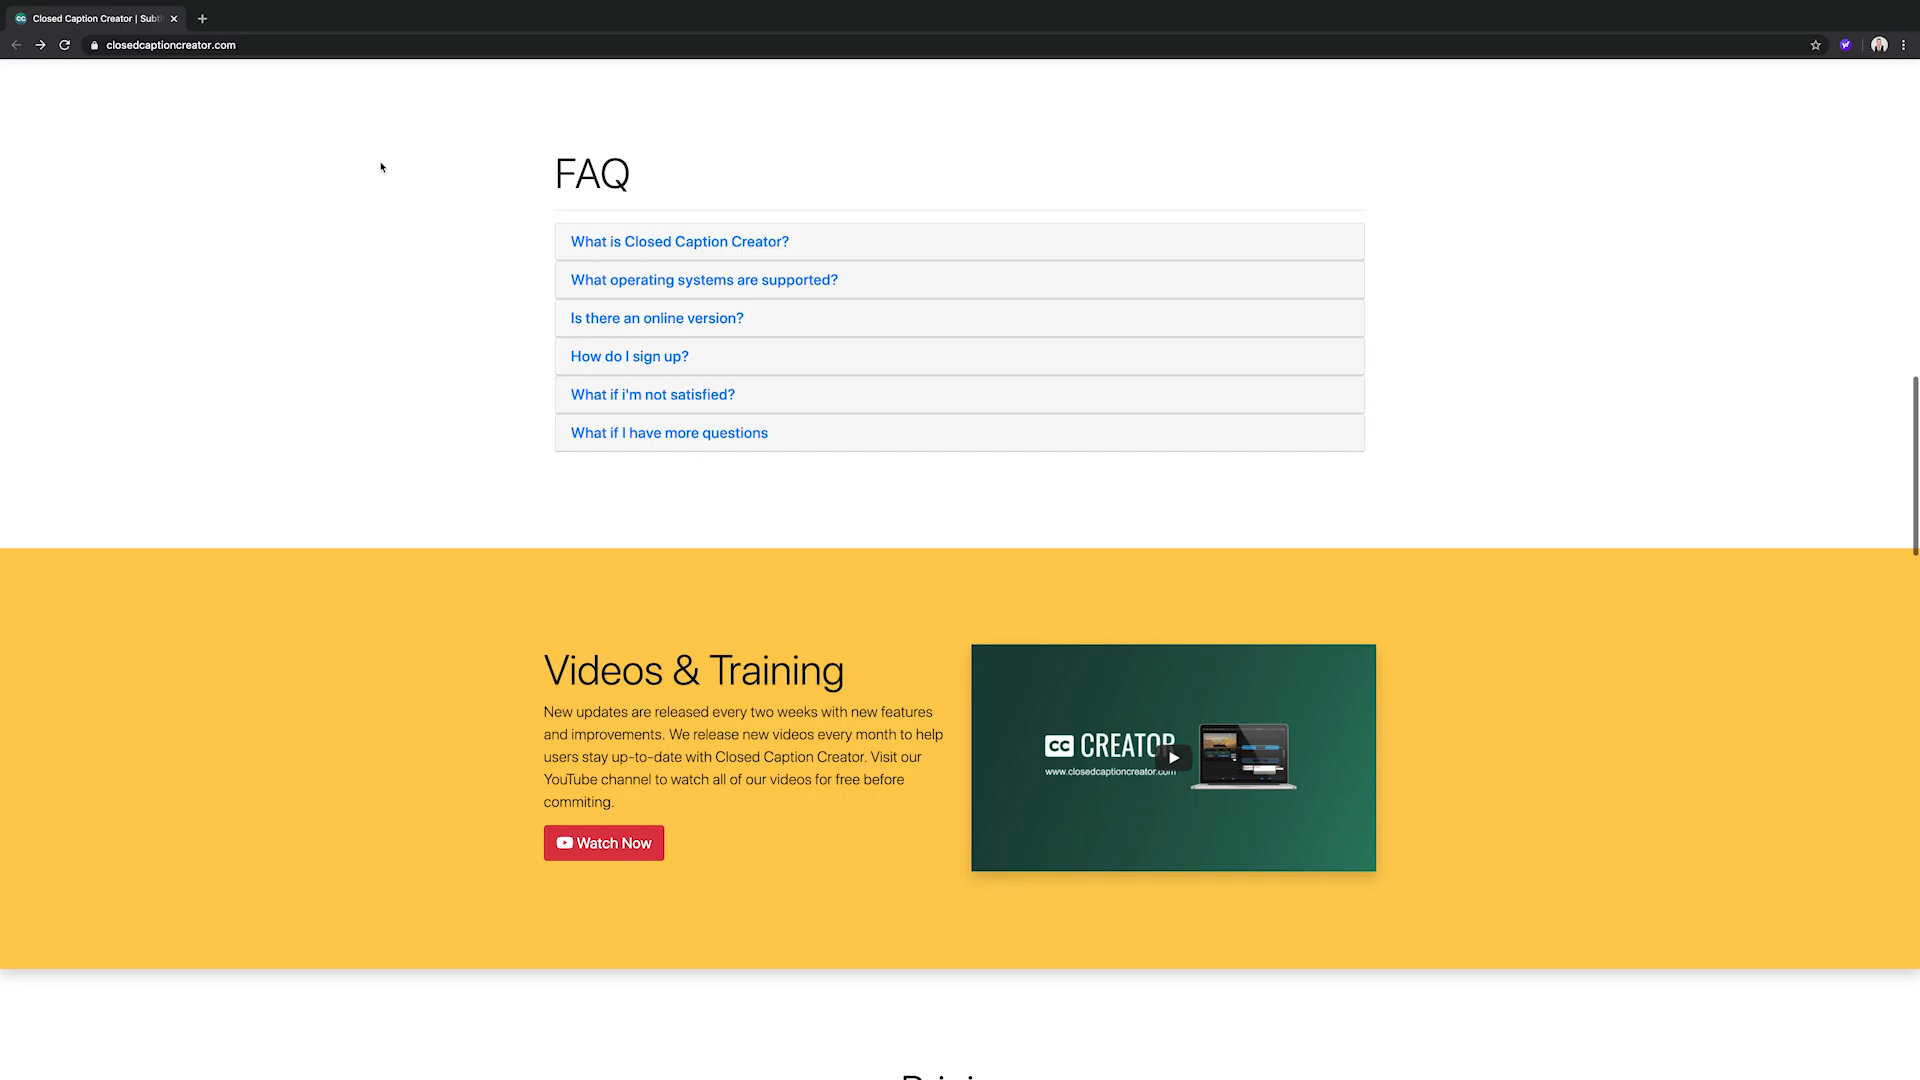 Closed Caption Creator | Subt
closedcaptioncreator.com
FAQ
What is Closed Caption Creator?
What operating systems are supported?
Is there an online version?
How do I sign up?
What if i'm not satisfied?
What if I have more questions
Videos & Training
New updates are released every two weeks with new features
and improvements. We release new videos every month to help
users stay up-to-date with Closed Caption Creator. Visit our
YouTube channel to watch all of our videos for free before
commiting.
Watch Now
CC CREATOR
www.closedcaptioncreator.com